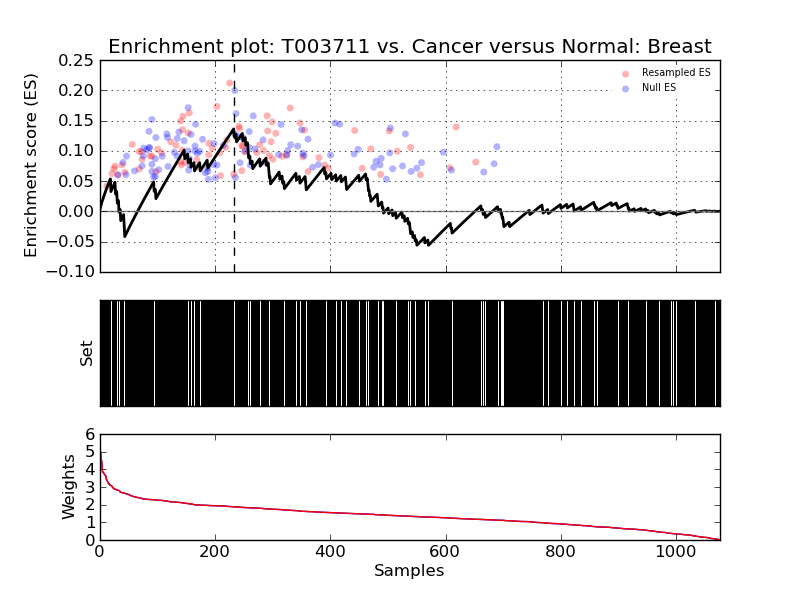 Enrichment plot: T003711 vs. Cancer versus Normal: Breast
Enrichment score (ES)
0.25
0.20
0.15
0.10
0.05
0.00
−0.05
−0.10
Resampled ES
Null ES
Set
Weights
6
5
4
3
2
1
0
0 200 400 600 800 1000
Samples